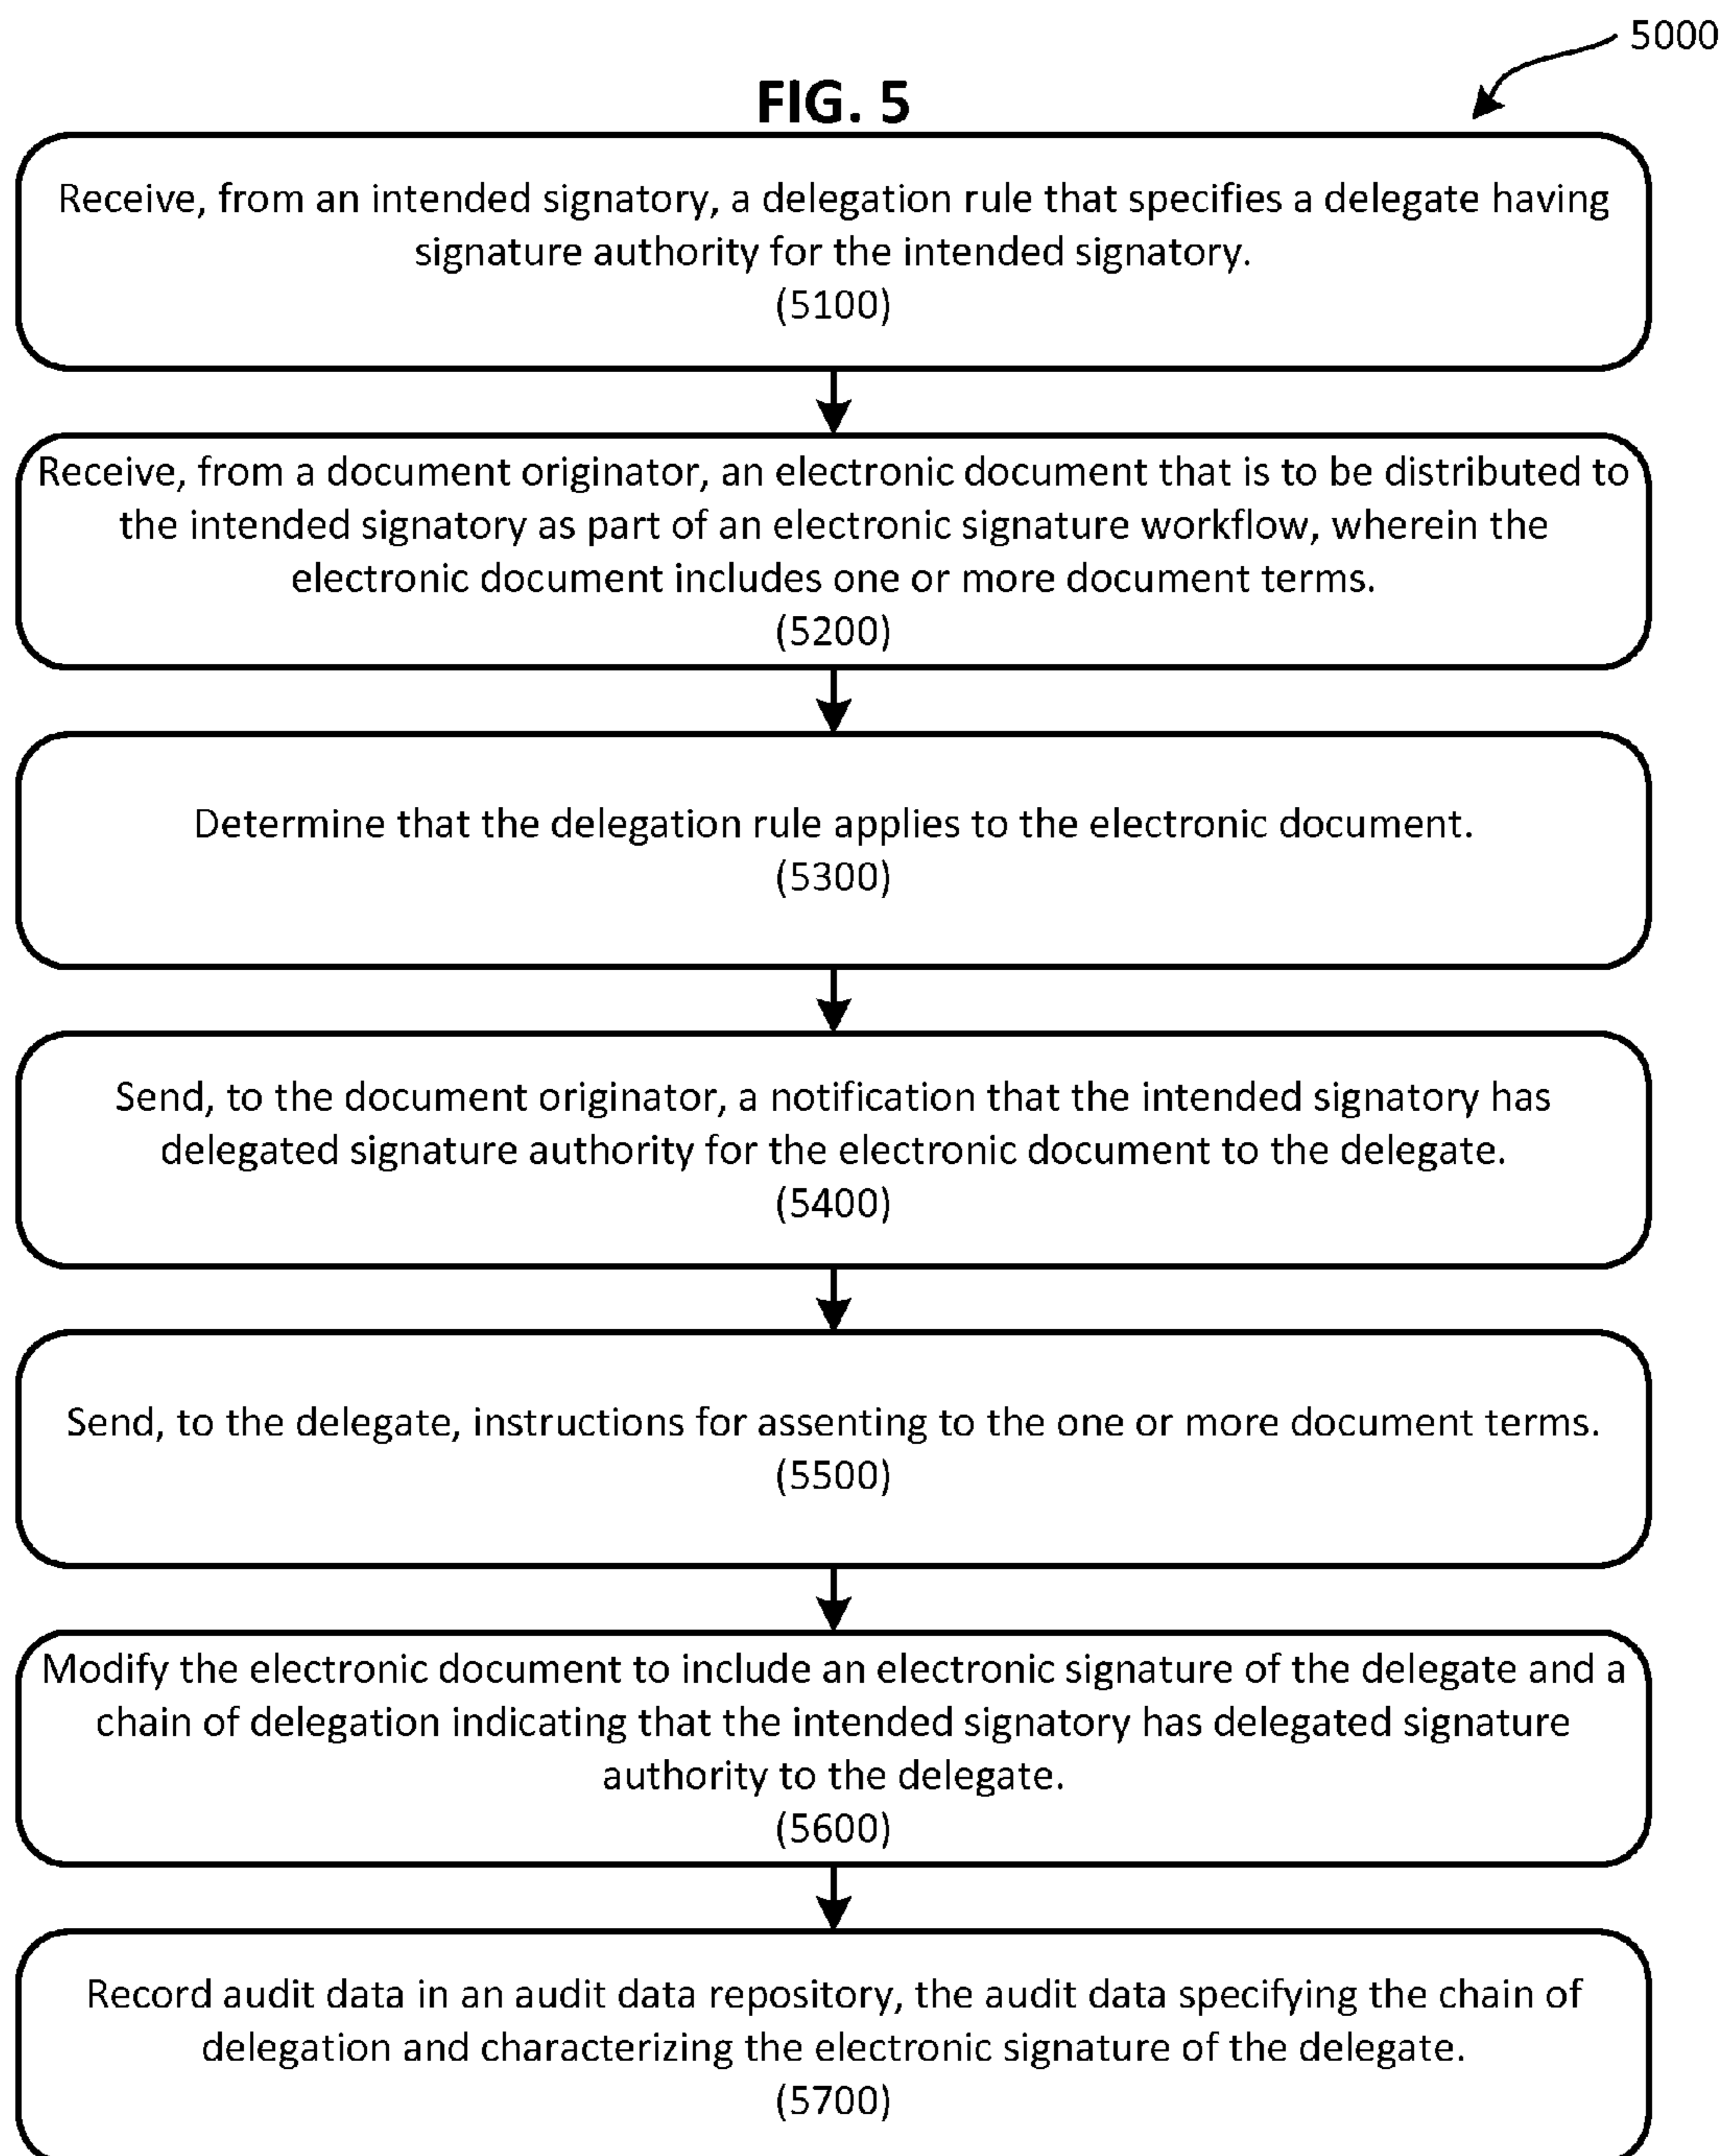 5000
FIG. 5
Receive, from an intended signatory, a delegation rule that specifies a delegate having
signature authority for the intended signatory.
(5100)
Receive, from a document originator, an electronic document that is to be distributed to
the intended signatory as part of an electronic signature workflow, wherein the
electronic document includes one or more document terms.
(5200)
Determine that the delegation rule applies to the electronic document.
(5300)
Send, to the document originator, a notification that the intended signatory has
delegated signature authority for the electronic document to the delegate.
(5400)
Send, to the delegate, instructions for assenting to the one or more document terms.
(5500)
Modify the electronic document to include an electronic signature of the delegate and a
chain of delegation indicating that the intended signatory has delegated signature
authority to the delegate.
(5600)
Record audit data in an audit data repository, the audit data specifying the chain of
delegation and characterizing the electronic signature of the delegate.
(5700)